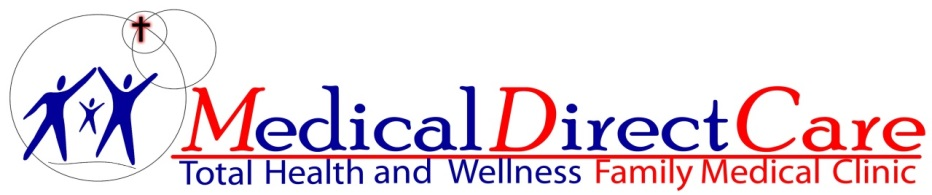 MedicalDirectCare
Total Health and Wellness Family Medical Clinic